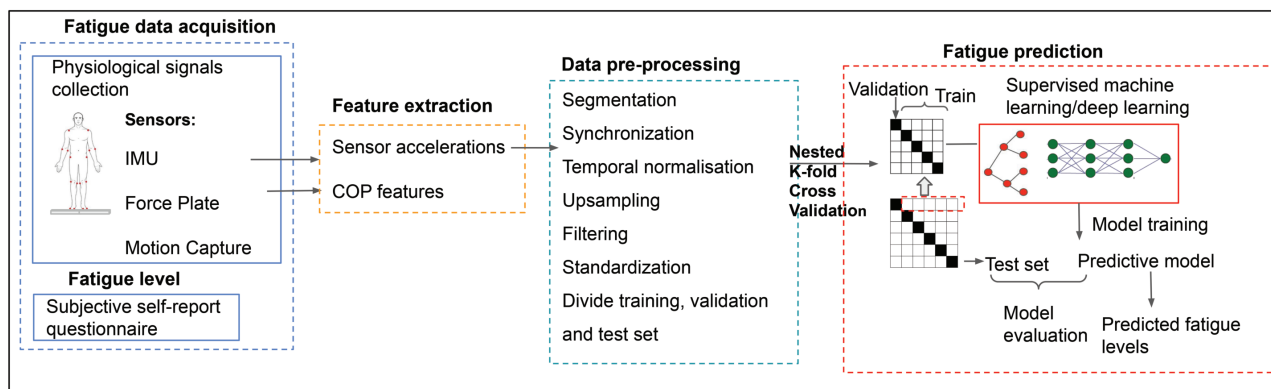 Fatigue data acquisition
Physiological signals
collection
Sensors:
IMU
Force Plate
Motion Capture
Fatigue level
Subjective self-report
questionnaire
Feature extraction
Sensor accelerations
COP features
Data pre-processing
Segmentation
Synchronization
Temporal normalisation
Upsampling
Filtering
Standardization
Divide training, validation
and test set
Nested
K-fold
Cross
Validation
Fatigue prediction
Validation
Train
Supervised machine
learning/deep learning
Model training
Test set
Predictive model
Model
evaluation
Predicted fatigue
levels